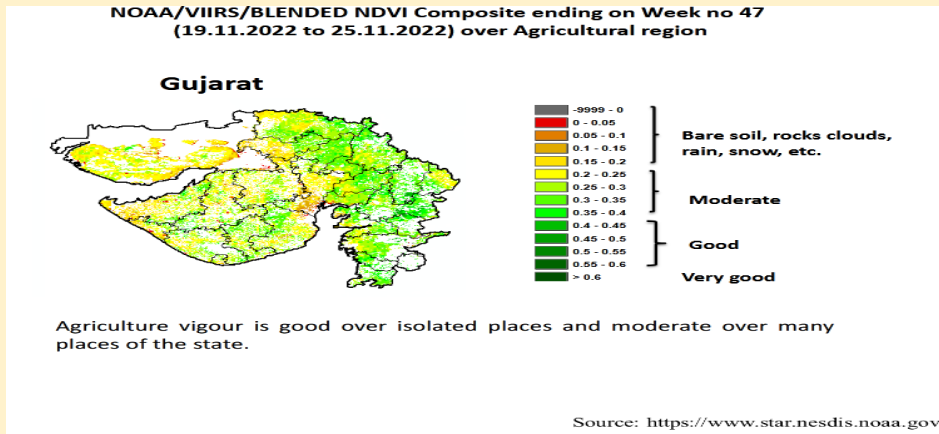 NOAA/VIIRS/BLENDED NDVI Composite ending on Week no 47
(19.11.2022 to 25.11.2022) over Agricultural region
Gujarat
-9999 - 0
0 - 0.05
0.05 - 0.1
0.1 - 0.15
0.15 - 0.2
0.2 - 0.25
0.25 - 0.3
0.3 - 0.35
0.35 - 0.4
0.4 - 0.45
0.45 - 0.5
0.5 - 0.55
0.55 - 0.6
> 0.6
Bare soil, rocks clouds,
rain, snow, etc.
Moderate
Good
Very good
Agriculture vigour is good over isolated places and moderate over many
places of the state.
Source: https://www.star.nesdis.noaa.gov